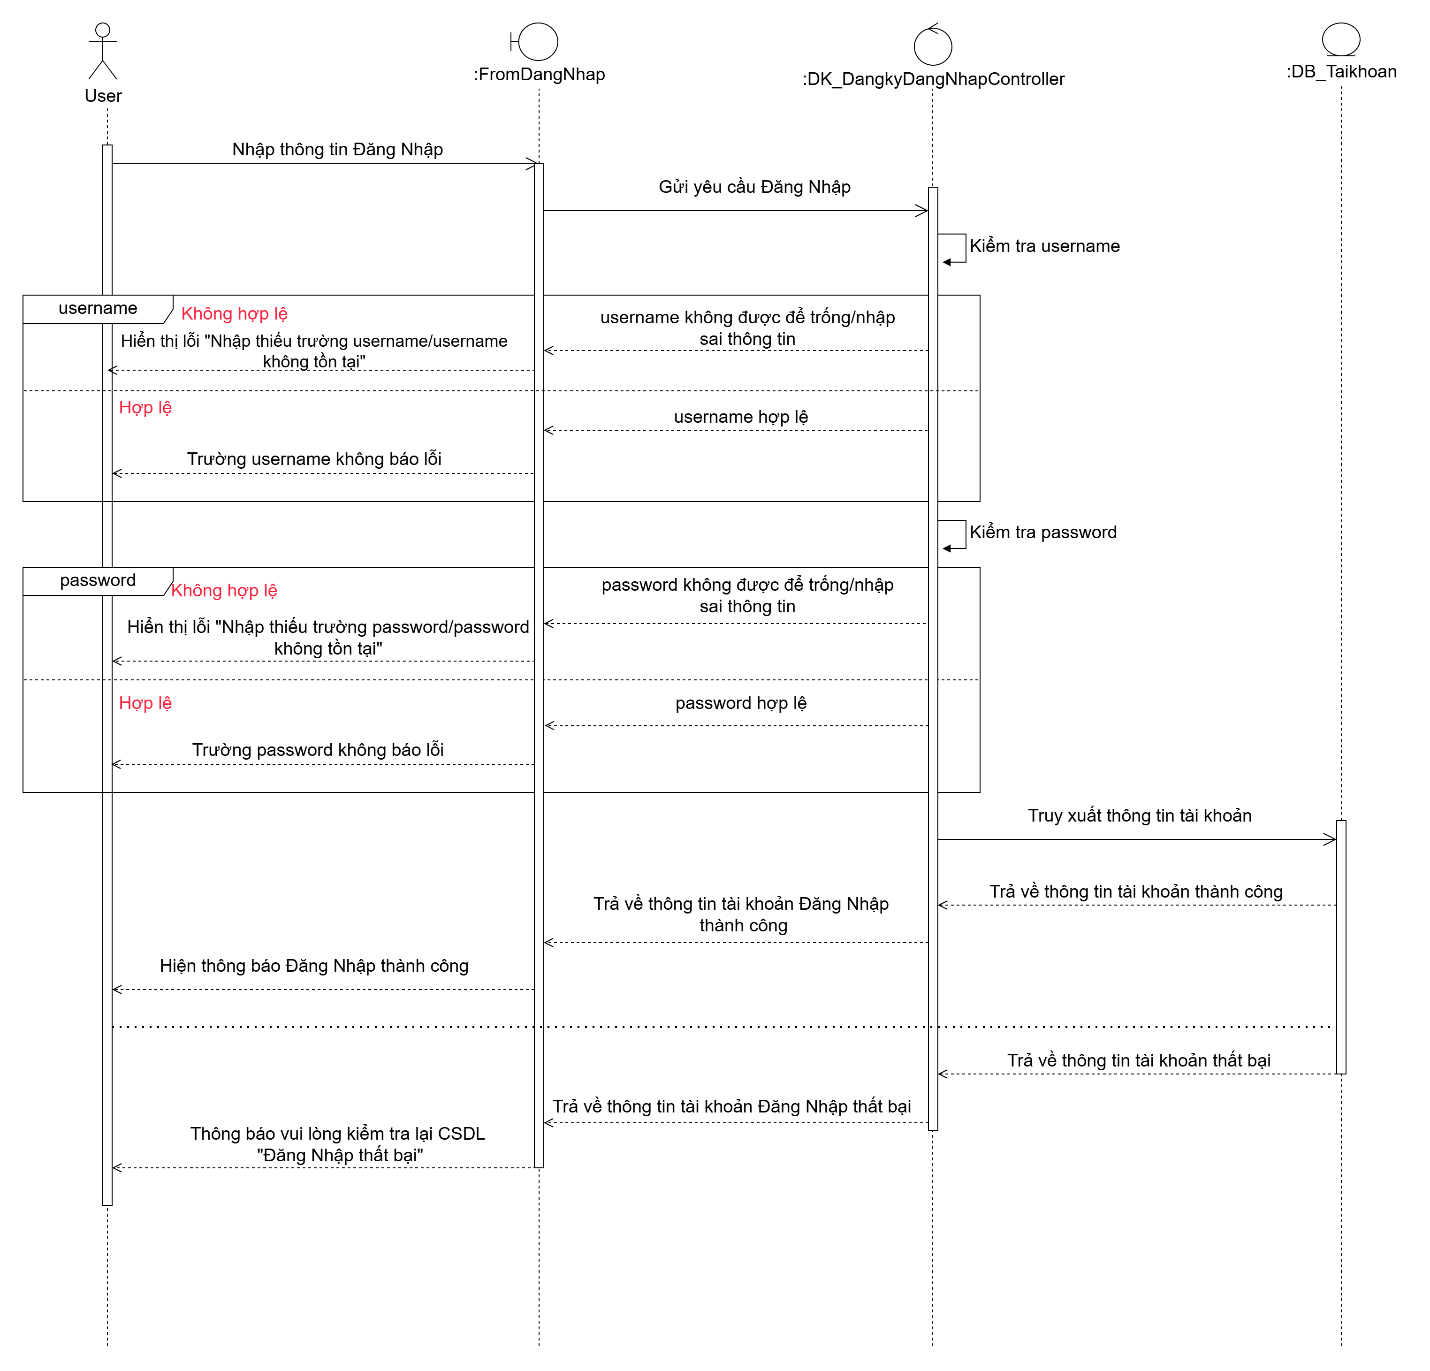 User
:FromDangNhap
:DK_DangkyDangNhapController
:DB_Taikhoan
Nhập thông tin Đăng Nhập
Gửi yêu cầu Đăng Nhập
Kiểm tra username
username
Không hợp lệ
username không được để trống/nhập
sai thông tin
Hiển thị lỗi "Nhập thiếu trường username/username
không tồn tại"
Hợp lệ
username hợp lệ
Trường username không báo lỗi
Kiểm tra password
password
Không hợp lệ
password không được để trống/nhập
sai thông tin
Hiển thị lỗi "Nhập thiếu trường password/password
không tồn tại"
Hợp lệ
password hợp lệ
Trường password không báo lỗi
Truy xuất thông tin tài khoản
Trả về thông tin tài khoản thành công
Trả về thông tin tài khoản Đăng Nhập
thành công
Hiện thông báo Đăng Nhập thành công
Trả về thông tin tài khoản thất bại
Trả về thông tin tài khoản Đăng Nhập thất bại
Thông báo vui lòng kiểm tra lại CSDL
"Đăng Nhập thất bại"